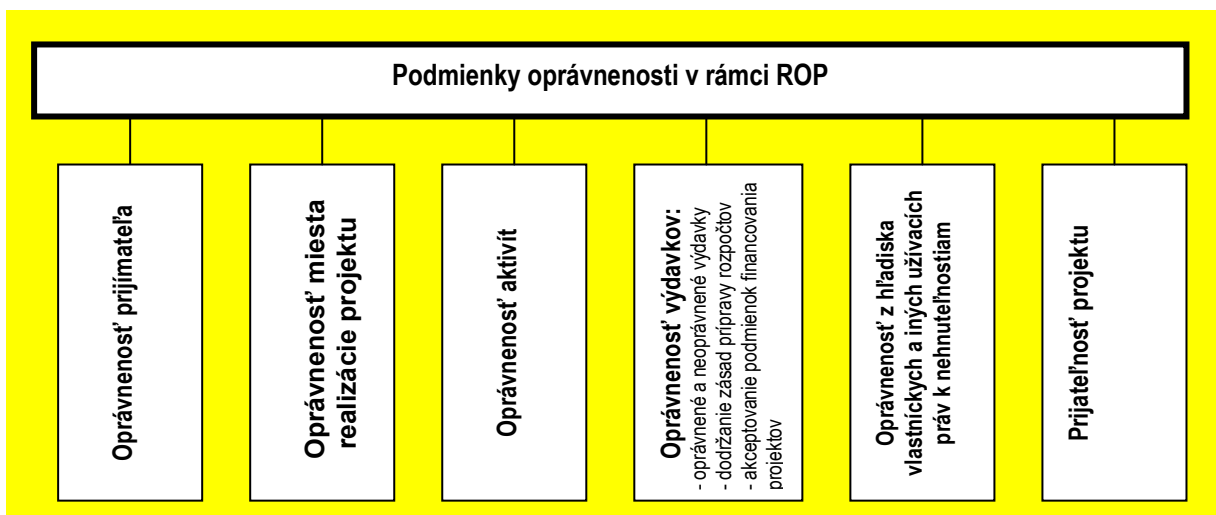 Podmienky oprávnenosti v rámci ROP
Oprávnenosť prijímateľa
Oprávnenosť miesta
realizácie projektu
Oprávnenosť aktivít
Oprávnenosť výdavkov:
- oprávnené a neoprávnené výdavky
- dodržanie zásad prípravy rozpočtov
- akceptovanie podmienok financovania
projektov
Oprávnenosť z hľadiska
vlastníckych a iných užívacích
práv k nehnuteľnostiam
Prijateľnosť projektu